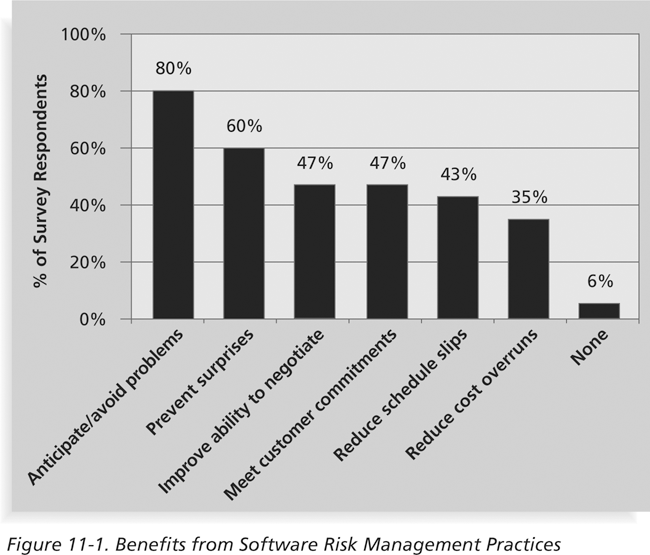 % of Survey Respondents
100%
80%
60%
40%
20%
0%
80%
60%
47%
47%
43%
35%
6%
Anticipate/avoid problems
Prevent surprises
Improve ability to negotiate
Meet customer commitments
Reduce schedule slips
Reduce cost overruns
None
Figure 11-1. Benefits from Software Risk Management Practices